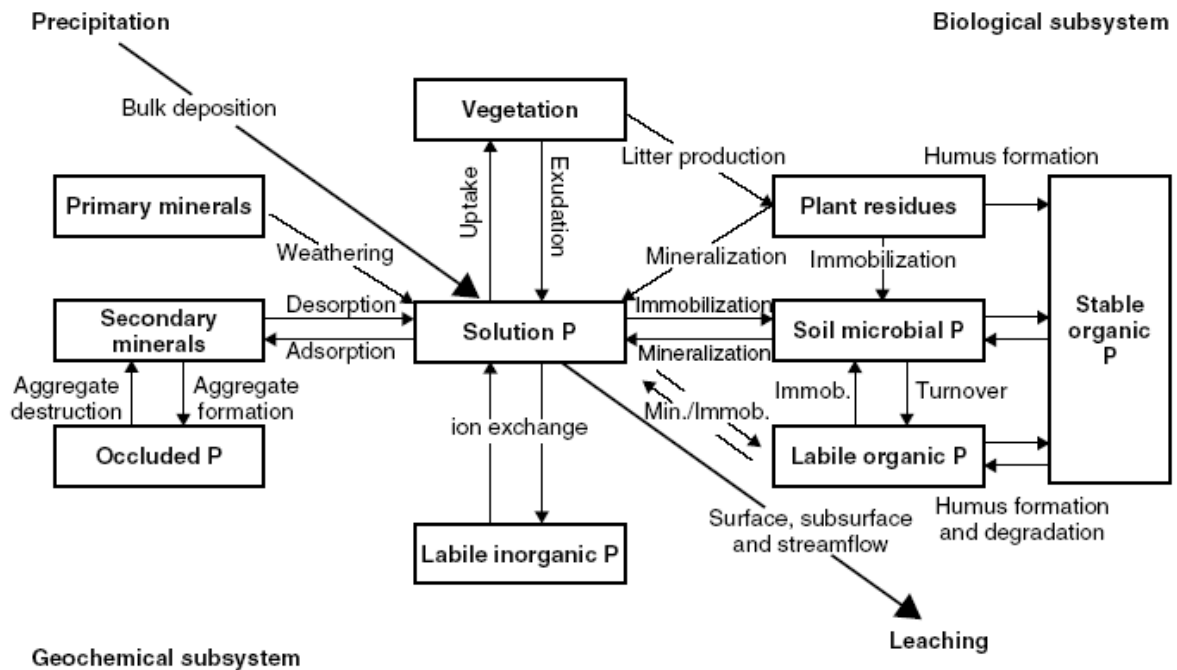 Precipitation
Biological subsystem
Bulk deposition
Vegetation
Litter production
Humus formation
Uptake
Exudation
Primary minerals
Plant residues
Weathering
Mineralization
Immobilization
Desorption
Immobilization
Secondary
minerals
Solution P
Soil microbial P
Stable
organic
P
Adsorption
Mineralization
Aggregate
destruction
Aggregate
formation
Min./Immob.
Immob.
Turnover
ion exchange
Occluded P
Labile organic P
Humus formation
and degradation
Surface, subsurface
and streamflow
Labile inorganic P
Leaching
Geochemical subsystem